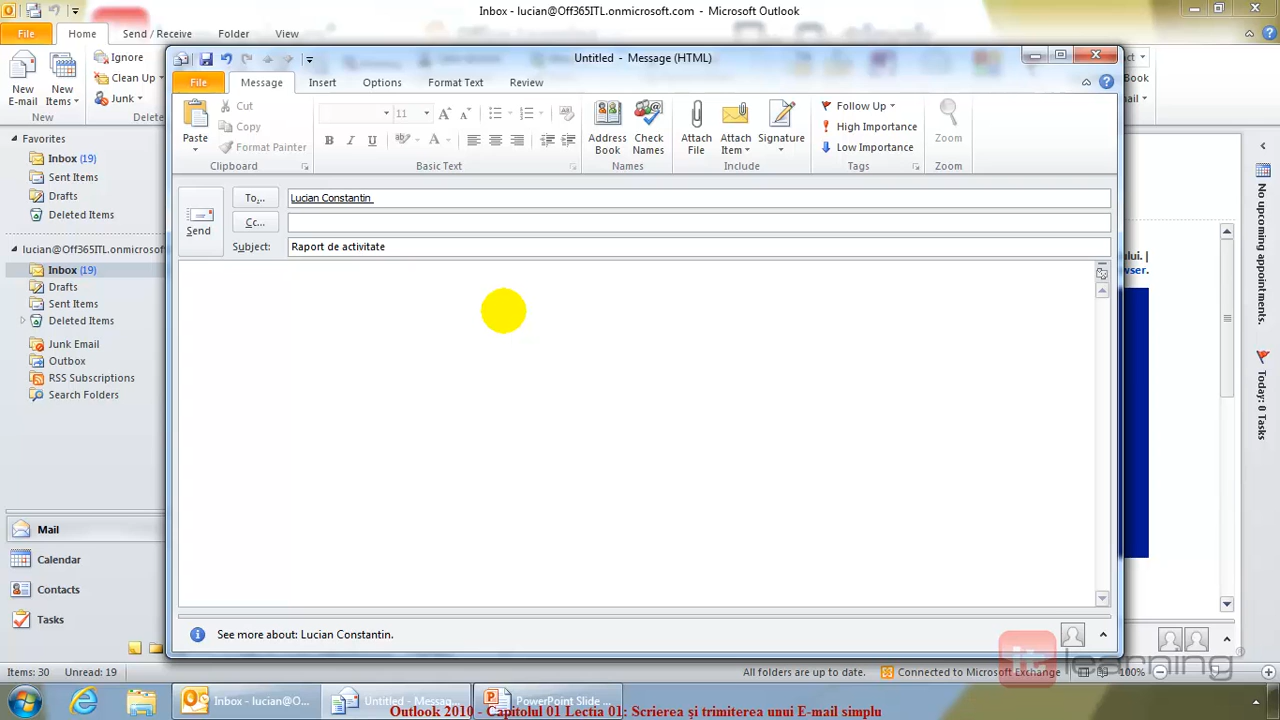 Inbox - lucian@Off365ITL.onmicrosoft.com - Microsoft Outlook
File Home Send / Receive Folder View
Untitled - Message (HTML)
File Message Insert Options Format Text Review
New E-mail
New Items
Ignore
Clean Up
Junk
New
Delete
Paste
Cut
Copy
Format Painter
Clipboard
11
B I U
Basic Text
Address Book
Check Names
Names
Attach File
Attach Item
Signature
Include
Follow Up
High Importance
Low Importance
Tags
Zoom
Zoom
Book
Favorites
Inbox (19)
Sent Items
Drafts
Deleted Items
lucian@Off365ITL.onmicrosof
Inbox (19)
Drafts
Sent Items
Deleted Items
Junk Email
Outbox
RSS Subscriptions
Search Folders
Mail
Calendar
Contacts
Tasks
Send
To... Lucian Constantin
Cc...
Subject: Raport de activitate
ului. |
wser.
No upcoming appointments.
Today: 0 Tasks
See more about: Lucian Constantin.
it learning
Items: 30 Unread: 19
All folders are up to date. Connected to Microsoft Exchange 100%
Inbox - lucian@O... Untitled - Messag... PowerPoint Slide ...
Outlook 2010 - Capitolul 01 Lectia 01: Scrierea şi trimiterea unui E-mail simplu